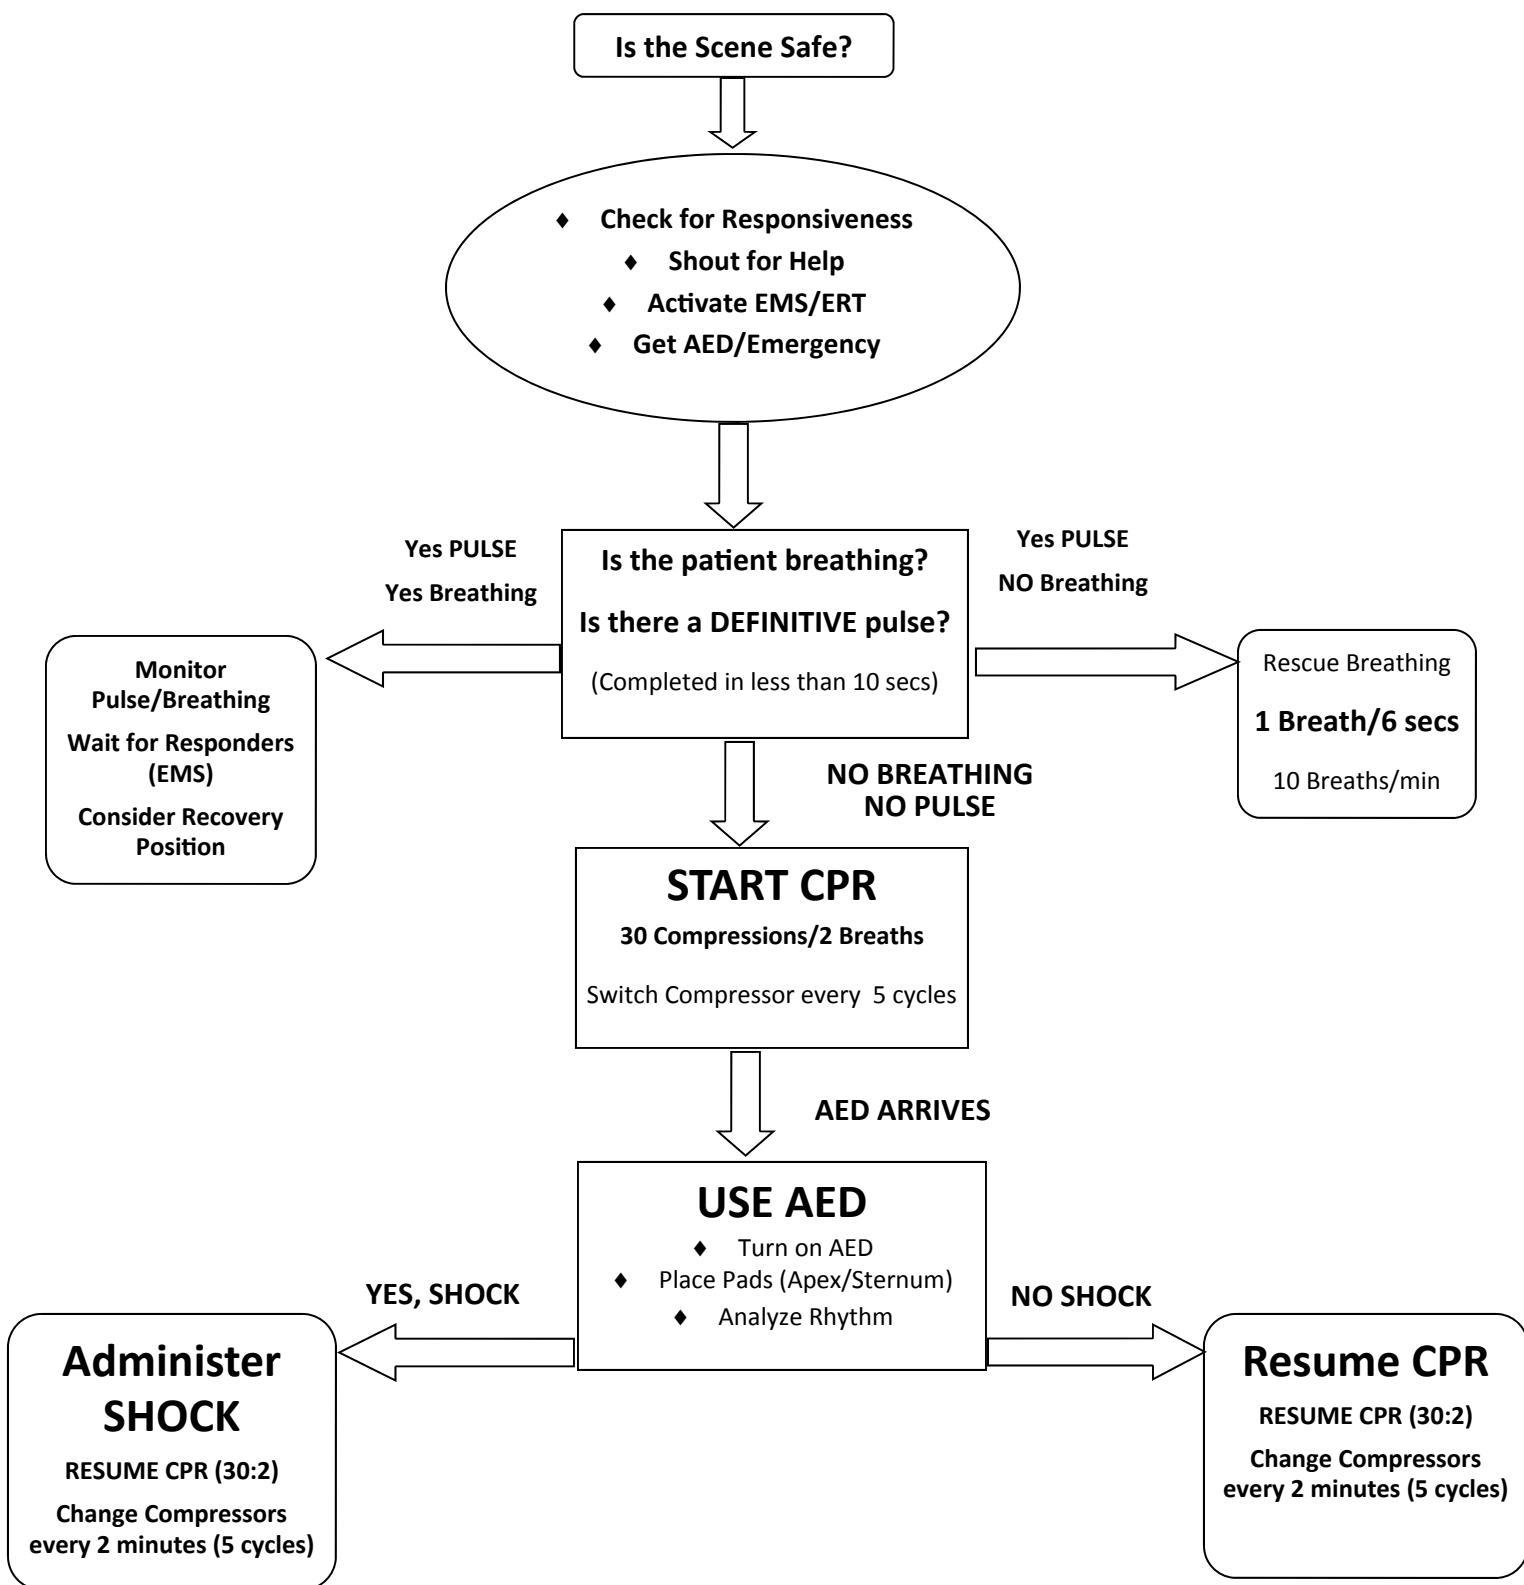 Is the Scene Safe?
♦ Check for Responsiveness
♦ Shout for Help
♦ Activate EMS/ERT
♦ Get AED/Emergency
Yes PULSE
Yes Breathing
Is the patient breathing?
Is there a DEFINITIVE pulse?
(Completed in less than 10 secs)
Yes PULSE
NO Breathing
Monitor
Pulse/Breathing
Wait for Responders
(EMS)
Consider Recovery
Position
Rescue Breathing
1 Breath/6 secs
10 Breaths/min
NO BREATHING
NO PULSE
START CPR
30 Compressions/2 Breaths
Switch Compressor every 5 cycles
AED ARRIVES
USE AED
♦ Turn on AED
♦ Place Pads (Apex/Sternum)
♦ Analyze Rhythm
YES, SHOCK
NO SHOCK
Administer
SHOCK
RESUME CPR (30:2)
Change Compressors
every 2 minutes (5 cycles)
Resume CPR
RESUME CPR (30:2)
Change Compressors
every 2 minutes (5 cycles)